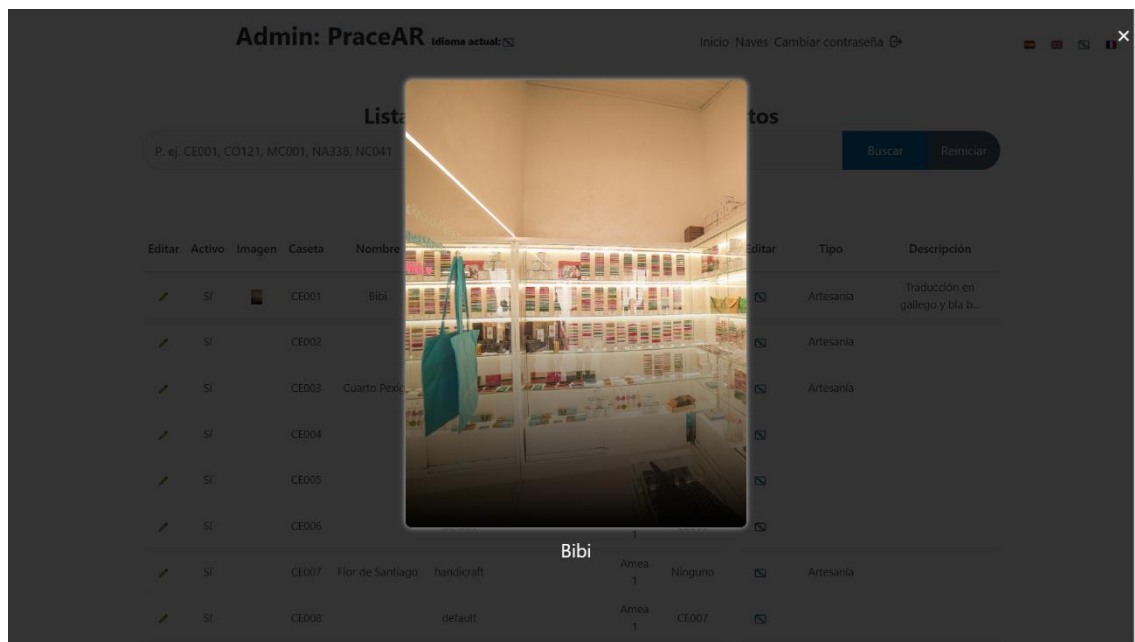 Admin: PraceAR Idioma actual:
Inicio Naves Cambiar contraseña
×
Lista
tos
P. ej. CE001, CO121, MC001, NA338, NC041
Buscar Reiniciar
Editar Activo Imagen Caseta Nombre
Editar Tipo Descripción
Sí CE001 Bibi Artesanía Traducción en
gallego y bla b...
Sí CE002 Artesanía
Sí CE003 Cuarto Pexig Artesanía
Sí CE004
Sí CE005
Sí CE006
1
Bibi
Sí CE007 Flor de Santiago handicraft Amea
1 Ninguno Artesanía
Sí CE008 default Amea
1 CE007